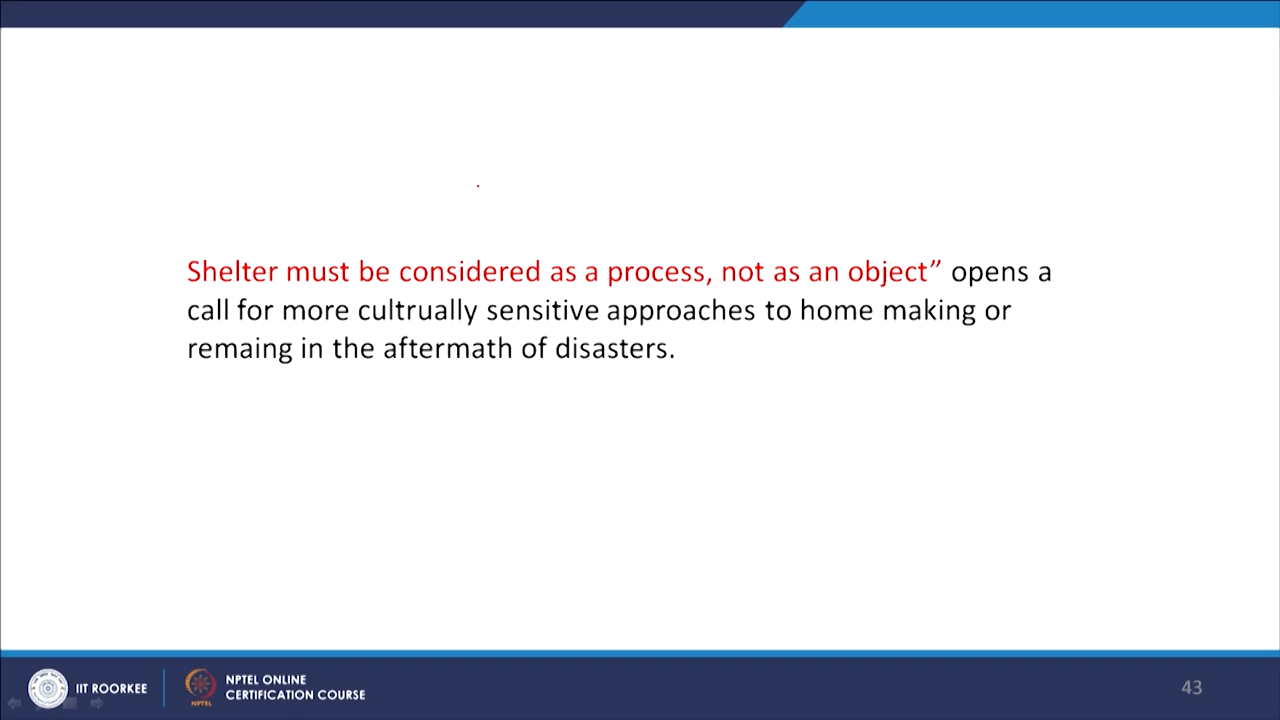 Shelter must be considered as a process, not as an object” opens a
call for more cultrually sensitive approaches to home making or
remaing in the aftermath of disasters.
IIT ROORKEE
NPTEL
NPTEL ONLINE
CERTIFICATION COURSE
43